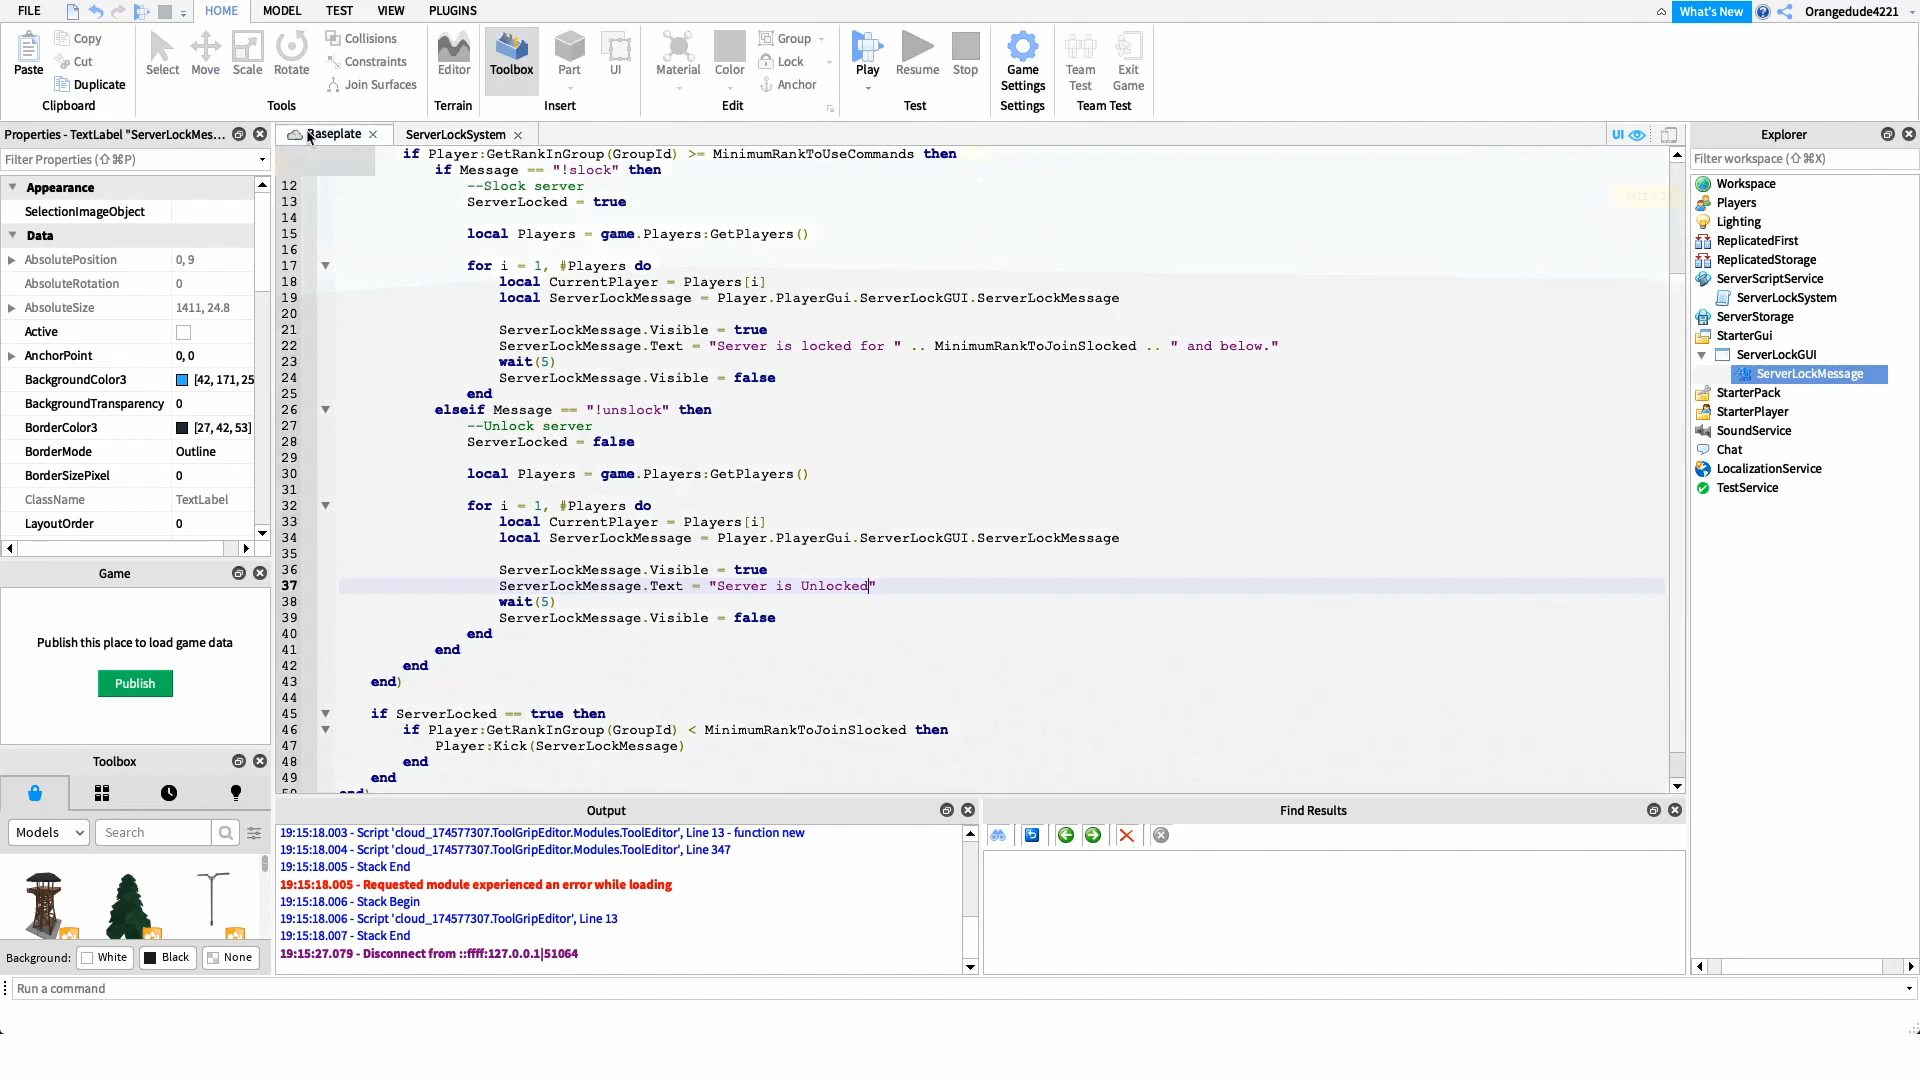 FILE HOME MODEL TEST VIEW PLUGINS What's New Orangedude4221
Paste Copy Cut Duplicate Clipboard
Select Move Scale Rotate Collisions Constraints Join Surfaces Tools
Editor Terrain
Toolbox Part UI Insert
Material Color Group Lock Anchor Edit
Play Resume Stop Test
Game Settings Settings
Team Test Exit Game Team Test
Properties - TextLabel "ServerLockMes...
Filter Properties (⇧⌘P)
Appearance
SelectionImageObject
Data
AbsolutePosition 0, 9
AbsoluteRotation 0
AbsoluteSize 1411, 24.8
Active
AnchorPoint 0, 0
BackgroundColor3 [42, 171, 25
BackgroundTransparency 0
BorderColor3 [27, 42, 53]
BorderMode Outline
BorderSizePixel 0
ClassName TextLabel
LayoutOrder 0
Game
Publish this place to load game data
Publish
Toolbox
Models Search
Background: White Black None
Baseplate ServerLockSystem UI
if Player:GetRankInGroup(GroupId) >= MinimumRankToUseCommands then
if Message == "!slock" then
12 --Slock server
13 ServerLocked = true
14
15 local Players = game.Players:GetPlayers()
16
17 for i = 1, #Players do
18 local CurrentPlayer = Players[i]
19 local ServerLockMessage = Player.PlayerGui.ServerLockGUI.ServerLockMessage
20
21 ServerLockMessage.Visible = true
22 ServerLockMessage.Text = "Server is locked for " .. MinimumRankToJoinSlocked .. " and below."
23 wait(5)
24 ServerLockMessage.Visible = false
25 end
26 elseif Message == "!unslock" then
27 --Unlock server
28 ServerLocked = false
29
30 local Players = game.Players:GetPlayers()
31
32 for i = 1, #Players do
33 local CurrentPlayer = Players[i]
34 local ServerLockMessage = Player.PlayerGui.ServerLockGUI.ServerLockMessage
35
36 ServerLockMessage.Visible = true
37 ServerLockMessage.Text = "Server is Unlocked"
38 wait(5)
39 ServerLockMessage.Visible = false
40 end
41 end
42 end
43 end)
44
45 if ServerLocked == true then
46 if Player:GetRankInGroup(GroupId) < MinimumRankToJoinSlocked then
47 Player:Kick(ServerLockMessage)
48 end
49 end
50 end)
Output
19:15:18.003 - Script 'cloud_174577307.ToolGripEditor.Modules.ToolEditor', Line 13 - function new
19:15:18.004 - Script 'cloud_174577307.ToolGripEditor.Modules.ToolEditor', Line 347
19:15:18.005 - Stack End
19:15:18.005 - Requested module experienced an error while loading
19:15:18.006 - Stack Begin
19:15:18.006 - Script 'cloud_174577307.ToolGripEditor', Line 13
19:15:18.007 - Stack End
19:15:27.079 - Disconnect from ::ffff:127.0.0.1|51064
Find Results
Explorer
Filter workspace (⇧⌘X)
Workspace
Players
Lighting
ReplicatedFirst
ReplicatedStorage
ServerScriptService
ServerLockSystem
ServerStorage
StarterGui
ServerLockGUI
ServerLockMessage
StarterPack
StarterPlayer
SoundService
Chat
LocalizationService
TestService
Run a command